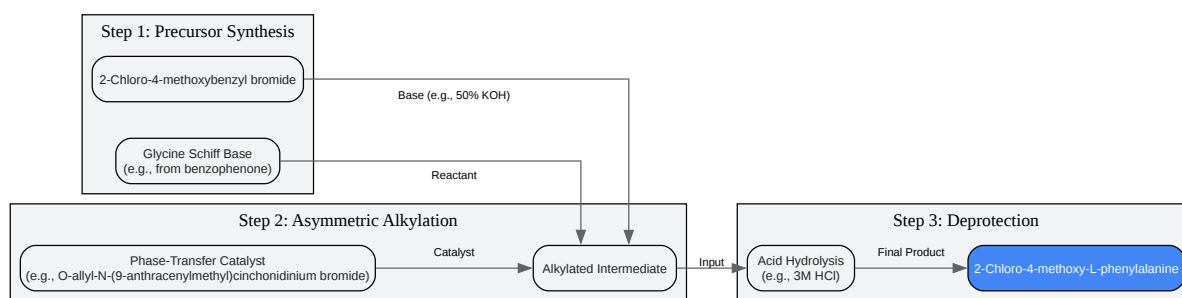 Step 1: Precursor Synthesis
2-Chloro-4-methoxybenzyl bromide
Base (e.g., 50% KOH)
Glycine Schiff Base
(e.g., from benzophenone)
Reactant
Step 2: Asymmetric Alkylation
Phase-Transfer Catalyst
(e.g., O-allyl-N-(9-anthracenylmethyl)cinchonidinium bromide)
Catalyst
Alkylated Intermediate
Input
Step 3: Deprotection
Acid Hydrolysis
(e.g., 3M HCl)
Final Product
2-Chloro-4-methoxy-L-phenylalanine